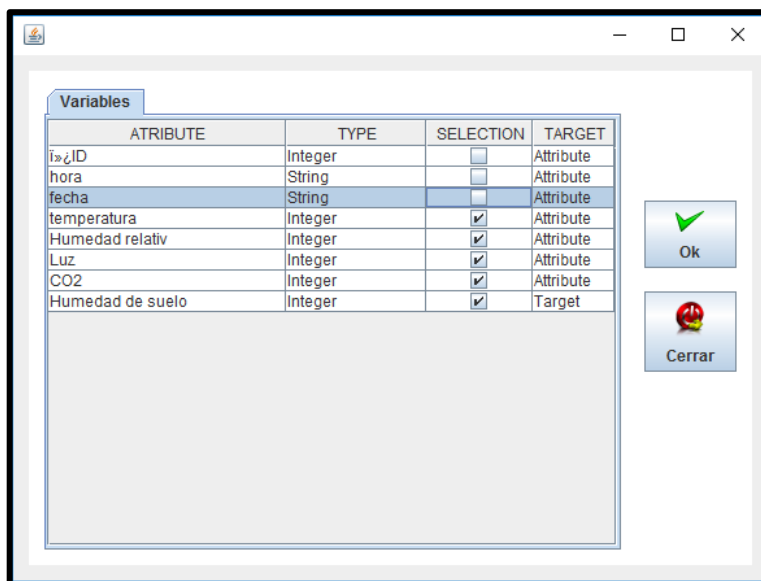 Variables
ATRIBUTE TYPE SELECTION TARGET
ï»¿ID Integer Attribute
hora String Attribute
fecha String Attribute
temperatura Integer Attribute
Humedad relativ Integer Attribute
Luz Integer Attribute
CO2 Integer Attribute
Humedad de suelo Integer Target
Ok
Cerrar